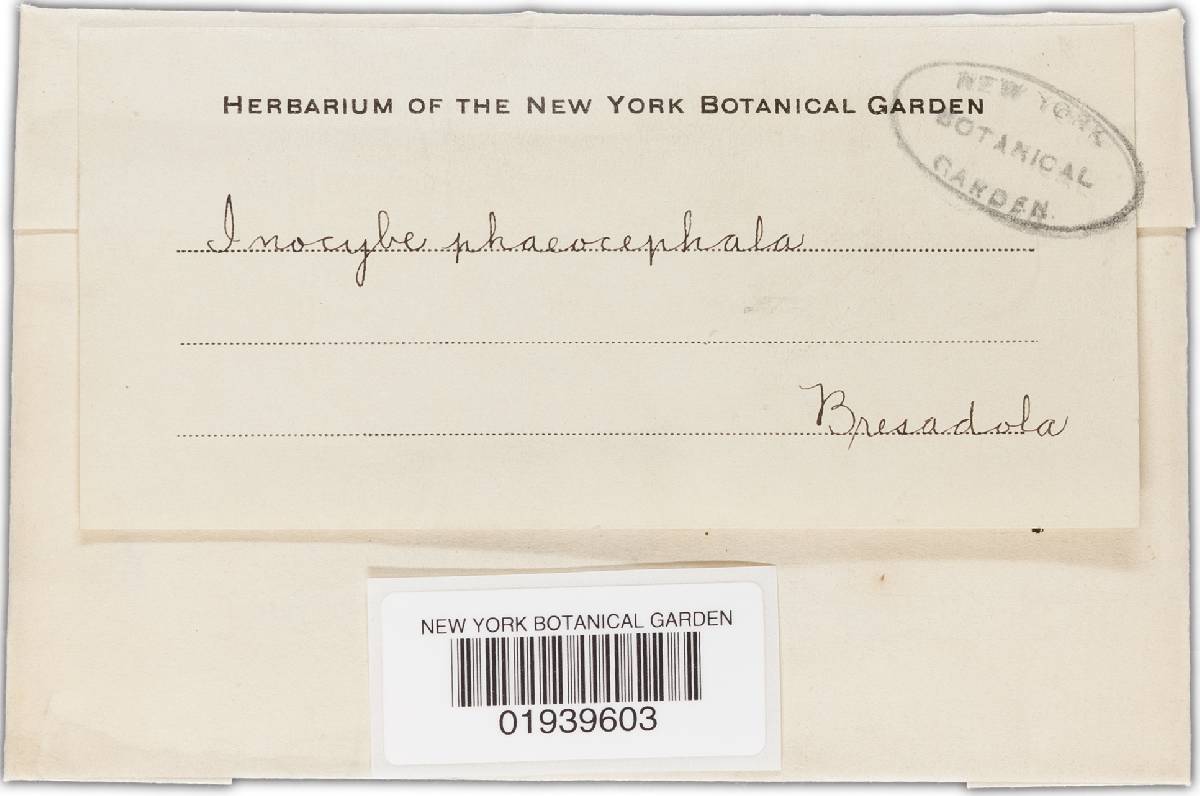 HERBARIUM OF THE NEW YORK BOTANICAL GARDEN
NEW YORK
BOTANICAL
GARDEN.
Inocybe phaeocephala
Bresadola
NEW YORK BOTANICAL GARDEN
01939603